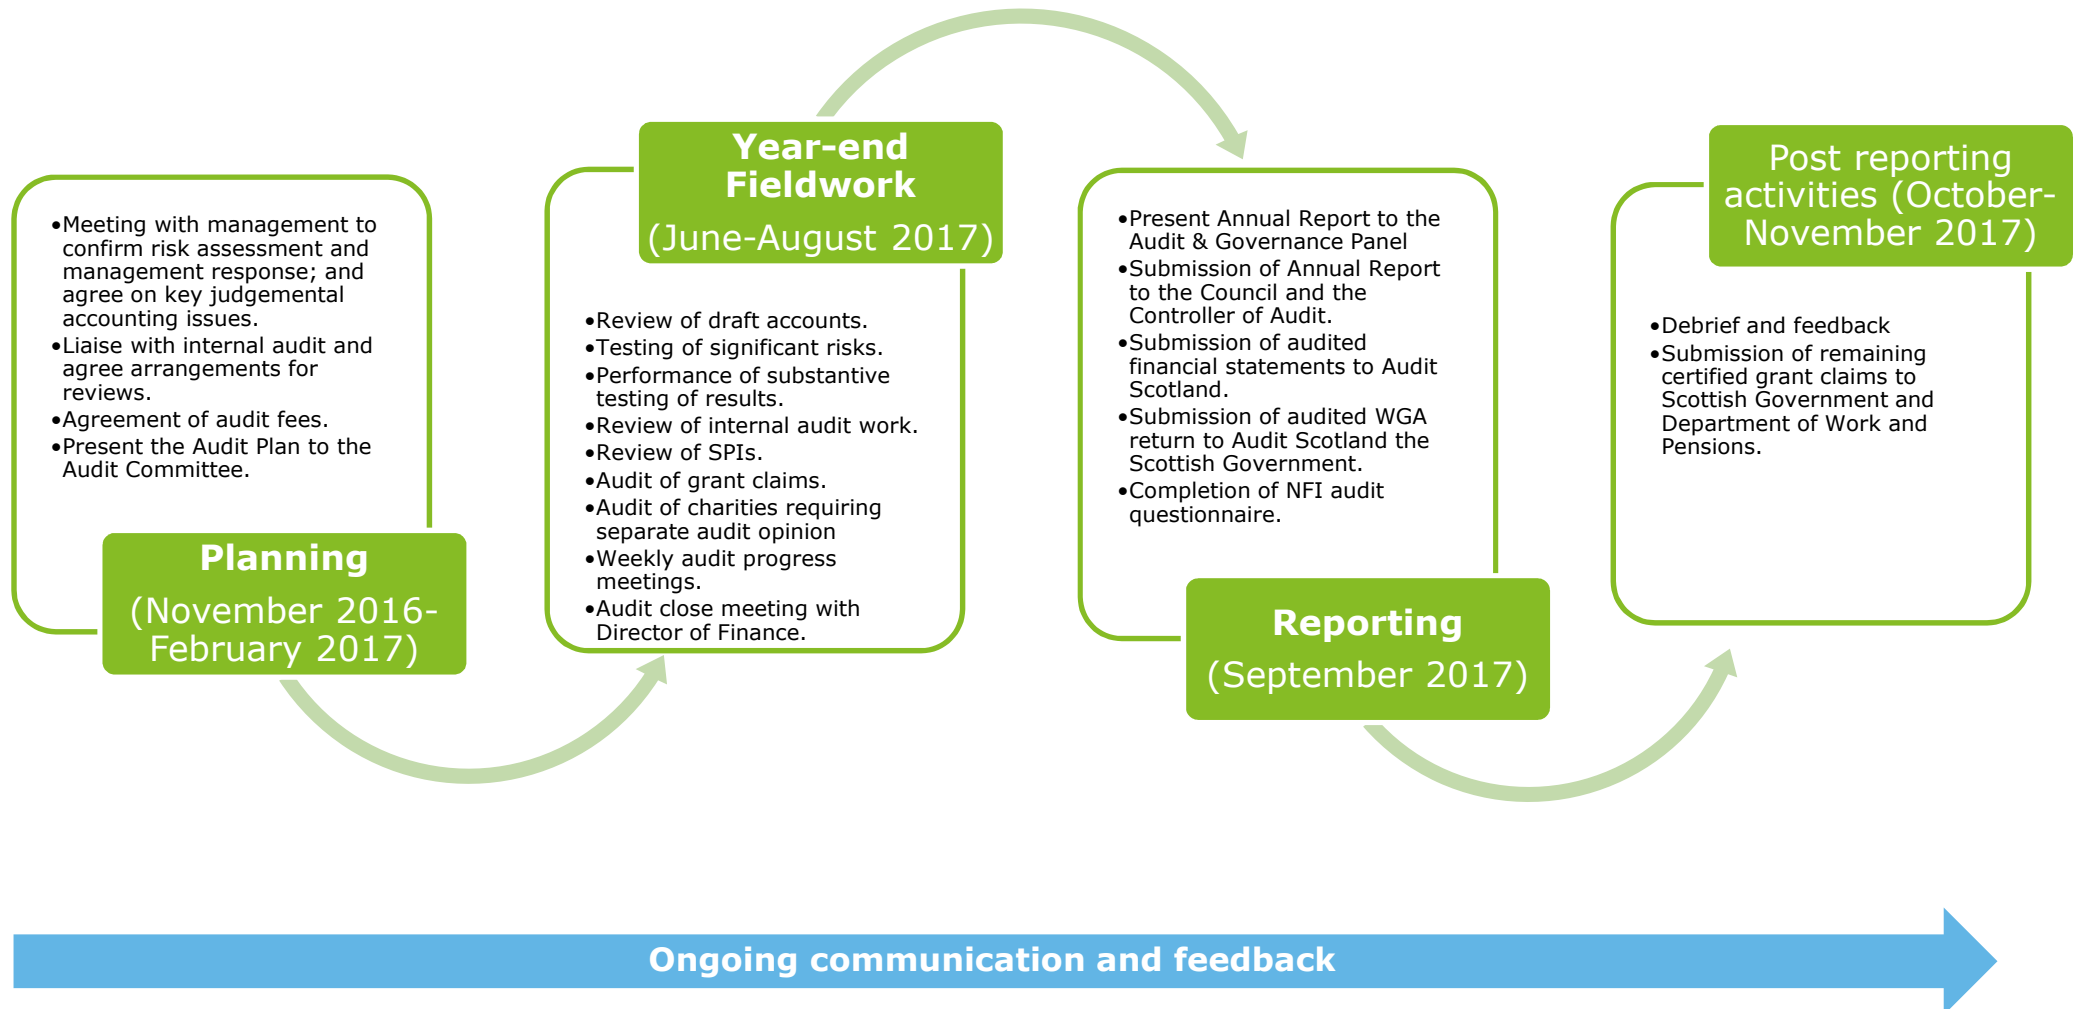 •Meeting with management to
confirm risk assessment and
management response; and
agree on key judgemental
accounting issues.
•Liaise with internal audit and
agree arrangements for
reviews.
•Agreement of audit fees.
•Present the Audit Plan to the
Audit Committee.
Planning
(November 2016-
February 2017)
Year-end
Fieldwork
(June-August 2017)
•Review of draft accounts.
•Testing of significant risks.
•Performance of substantive
testing of results.
•Review of internal audit work.
•Review of SPIs.
•Audit of grant claims.
•Audit of charities requiring
separate audit opinion
•Weekly audit progress
meetings.
•Audit close meeting with
Director of Finance.
•Present Annual Report to the
Audit & Governance Panel
•Submission of Annual Report
to the Council and the
Controller of Audit.
•Submission of audited
financial statements to Audit
Scotland.
•Submission of audited WGA
return to Audit Scotland the
Scottish Government.
•Completion of NFI audit
questionnaire.
Reporting
(September 2017)
Post reporting
activities (October-
November 2017)
•Debrief and feedback
•Submission of remaining
certified grant claims to
Scottish Government and
Department of Work and
Pensions.
Ongoing communication and feedback